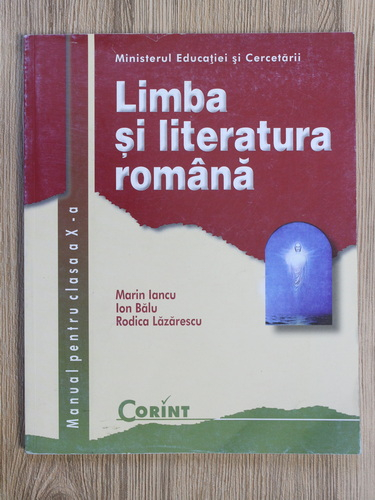 Ministerul Educației și Cercetării
Limba
și literatura
română
Manual pentru clasa a X-a
Marin Iancu
Ion Bălu
Rodica Lăzărescu
CORINT